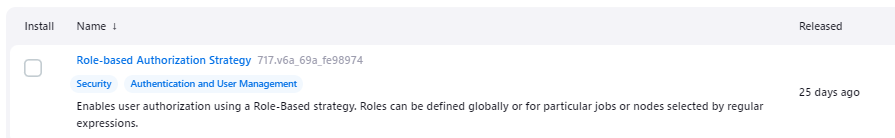 Install Name ↓ Released
Role-based Authorization Strategy 717.v6a_69a_fe98974
Security Authentication and User Management
Enables user authorization using a Role-Based strategy. Roles can be defined globally or for particular jobs or nodes selected by regular
expressions.
25 days ago